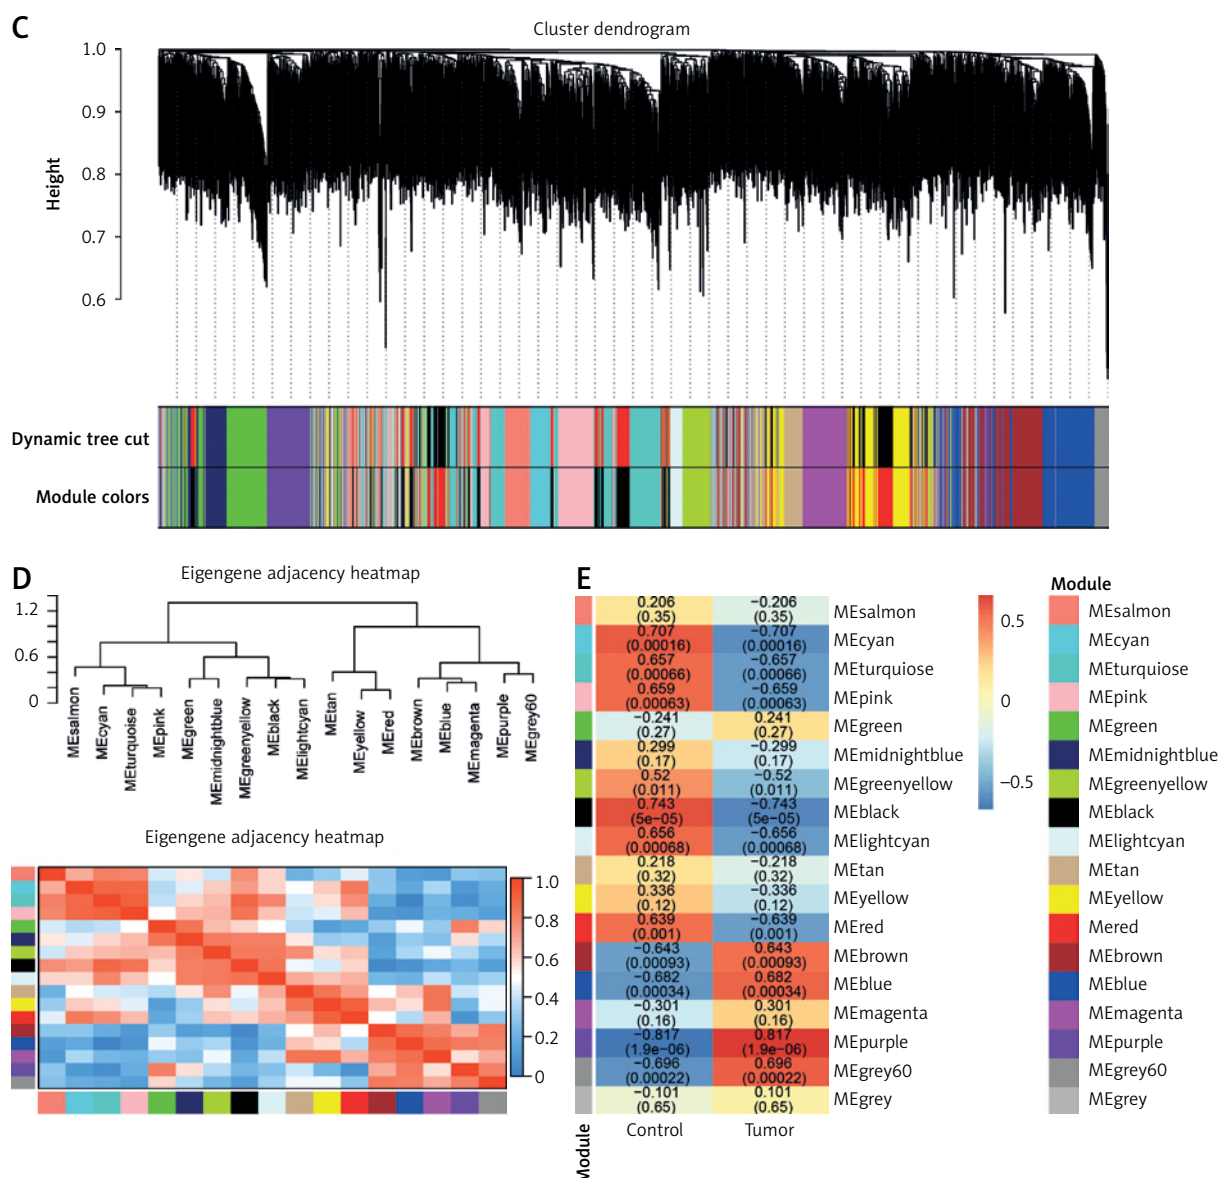 C
Cluster dendrogram
1.0
0.9
0.8
0.7
0.6
Height
Dynamic tree cut
Module colors
D
Eigengene adjacency heatmap
1.2
0.6
0
MEsalmon
MEcyan
MEturquoise
MEpink
MEgreen
MEmidnightblue
MEgreenyellow
MEblack
MElightcyan
MEtan
MEyellow
MEred
MEbrown
MEblue
MEmagenta
MEpurple
MEgrey60
Eigengene adjacency heatmap
1.0
0.8
0.6
0.4
0.2
0
E
0.206 −0.206
(0.35) (0.35)
0.707 −0.707
(0.00016) (0.00016)
0.657 −0.657
(0.00066) (0.00066)
0.659 −0.659
(0.00063) (0.00063)
−0.241 0.241
(0.27) (0.27)
0.299 −0.299
(0.17) (0.17)
0.52 −0.52
(0.011) (0.011)
0.743 −0.743
(5e−05) (5e−05)
0.656 −0.656
(0.00068) (0.00068)
0.218 −0.218
(0.32) (0.32)
0.336 −0.336
(0.12) (0.12)
0.639 −0.639
(0.001) (0.001)
−0.643 0.643
(0.00093) (0.00093)
−0.682 0.682
(0.00034) (0.00034)
−0.301 0.301
(0.16) (0.16)
−0.817 0.817
(1.9e−06) (1.9e−06)
−0.696 0.696
(0.00022) (0.00022)
−0.101 0.101
(0.65) (0.65)
Control Tumor
Module
MEsalmon
MEcyan
MEturquiose
MEpink
MEgreen
MEmidnightblue
MEgreenyellow
MEblack
MElightcyan
MEtan
MEyellow
MEred
MEbrown
MEblue
MEmagenta
MEpurple
MEgrey60
MEgrey
0.5
0
−0.5
Module
MEsalmon
MEcyan
MEturquiose
MEpink
MEgreen
MEmidnightblue
MEgreenyellow
MEblack
MElightcyan
MEtan
MEyellow
Mered
MEbrown
MEblue
MEmagenta
MEpurple
MEgrey60
MEgrey